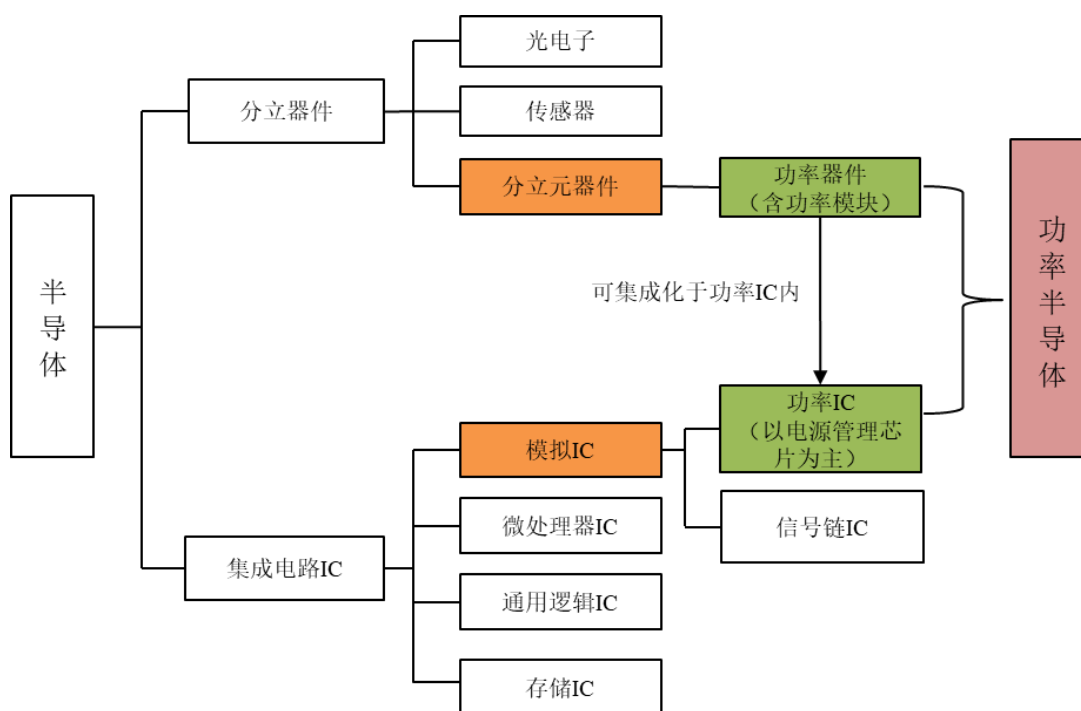 光电子
分立器件
传感器
分立元器件
功率器件
（含功率模块）
半导体
可集成化于功率IC内
功率半导体
功率IC
（以电源管理芯
片为主）
模拟IC
微处理器IC
信号链IC
集成电路IC
通用逻辑IC
存储IC